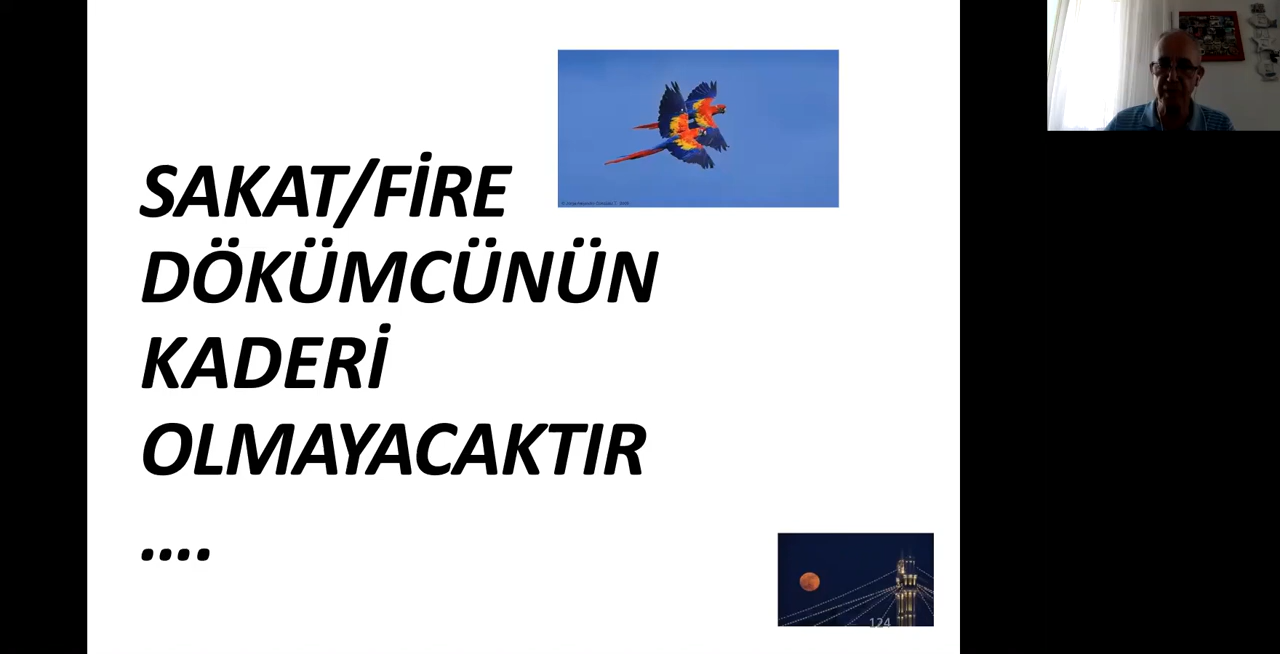 SAKAT/FİRE
DÖKÜMCÜNÜN
KADERİ
OLMAYACAKTIR
....
124